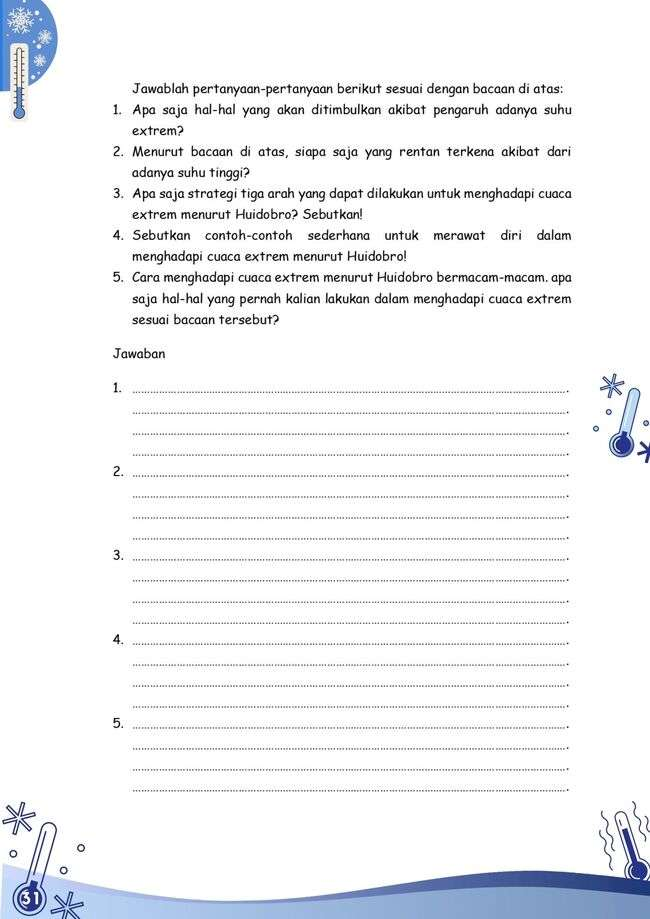 Jawablah pertanyaan-pertanyaan berikut sesuai dengan bacaan di atas:
1. Apa saja hal-hal yang akan ditimbulkan akibat pengaruh adanya suhu
extrem?
2. Menurut bacaan di atas, siapa saja yang rentan terkena akibat dari
adanya suhu tinggi?
3. Apa saja strategi tiga arah yang dapat dilakukan untuk menghadapi cuaca
extrem menurut Huidobro? Sebutkan!
4. Sebutkan contoh-contoh sederhana untuk merawat diri dalam
menghadapi cuaca extrem menurut Huidobro!
5. Cara menghadapi cuaca extrem menurut Huidobro bermacam-macam. apa
saja hal-hal yang pernah kalian lakukan dalam menghadapi cuaca extrem
sesuai bacaan tersebut?
Jawaban
1.
2.
3.
4.
5.
31